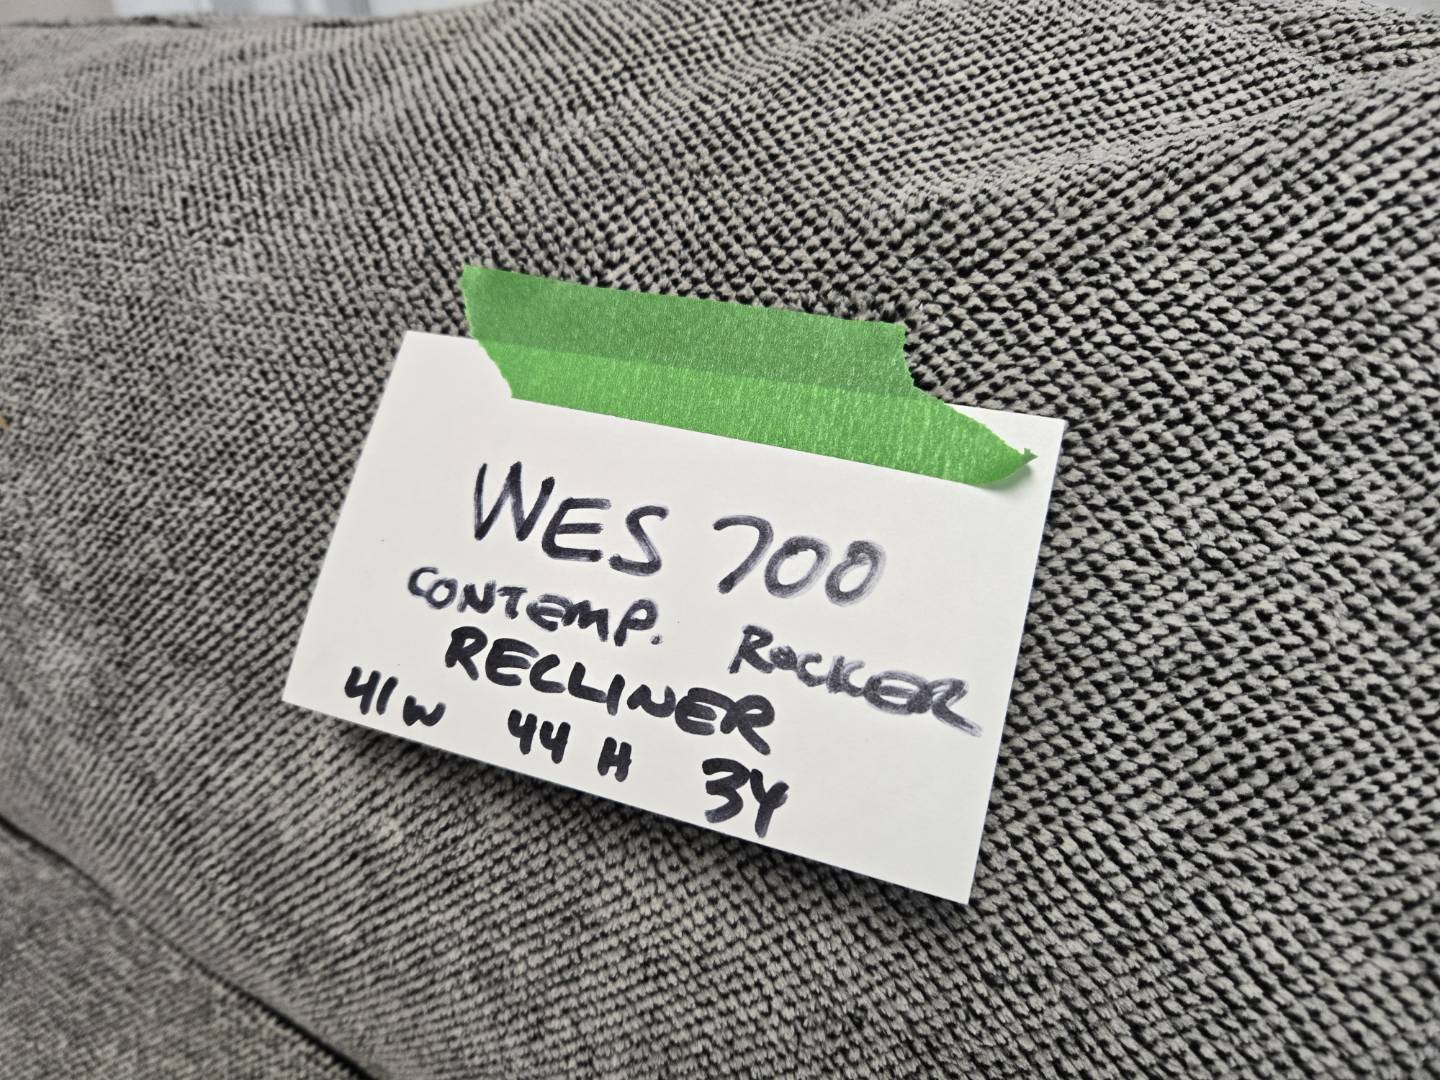 WES 700
CONTEMP. ROCKER
RECLINER
41 W 44 H 34